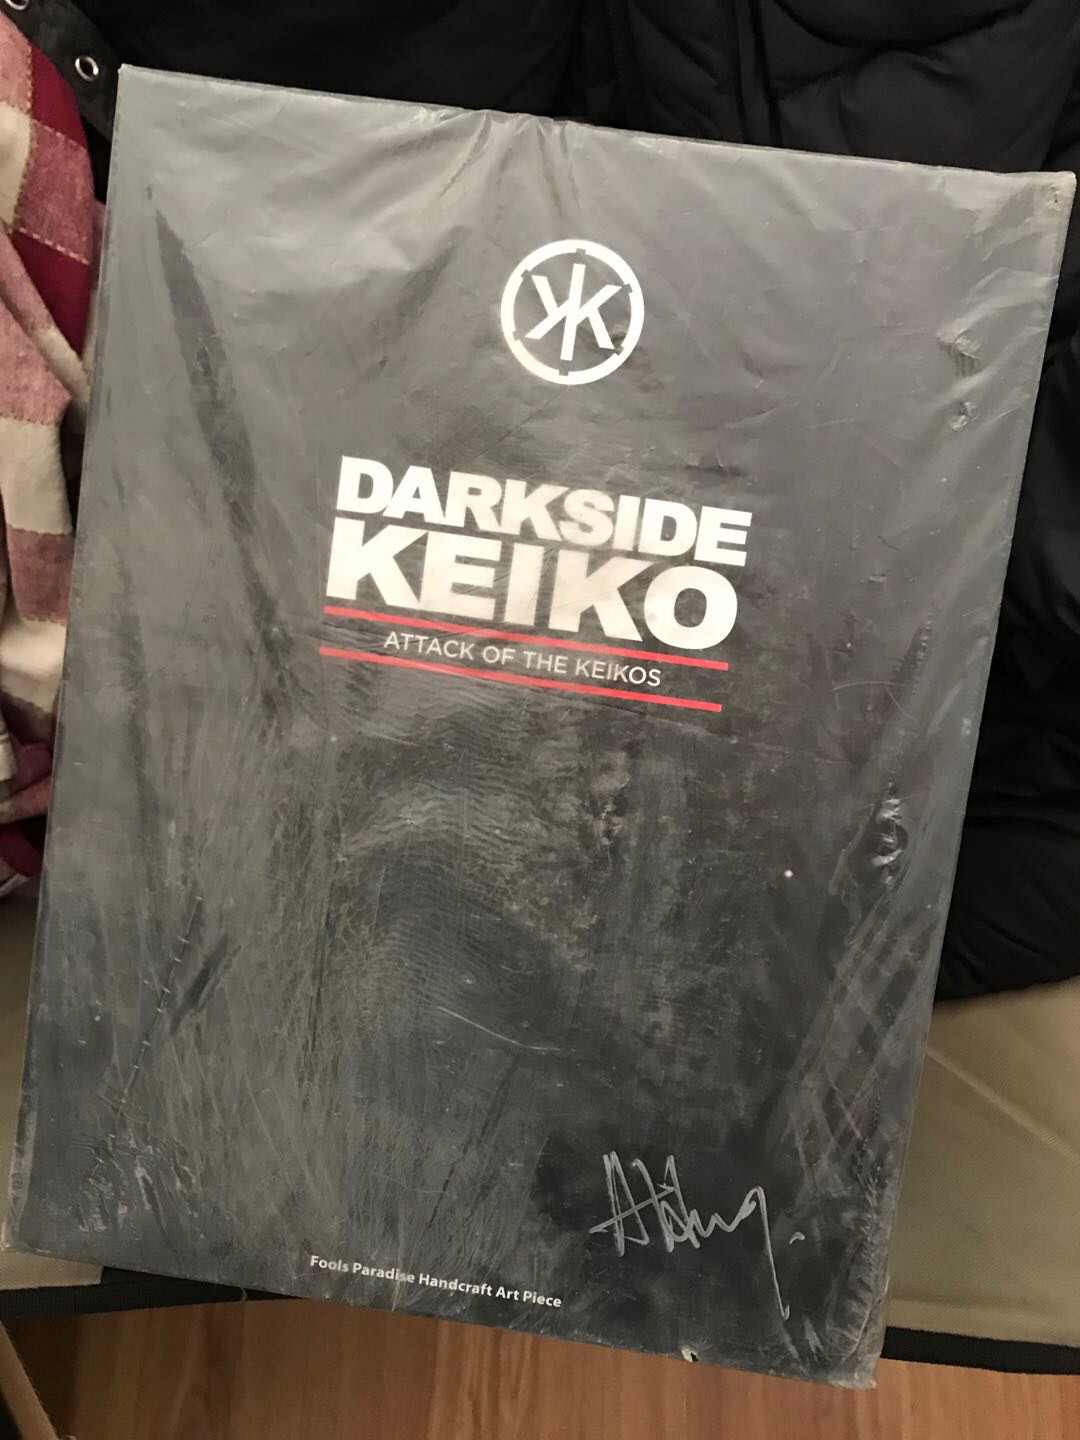 DARKSIDE
KEIKO
ATTACK OF THE KEIKOS
Fools Paradise Handcraft Art Piece